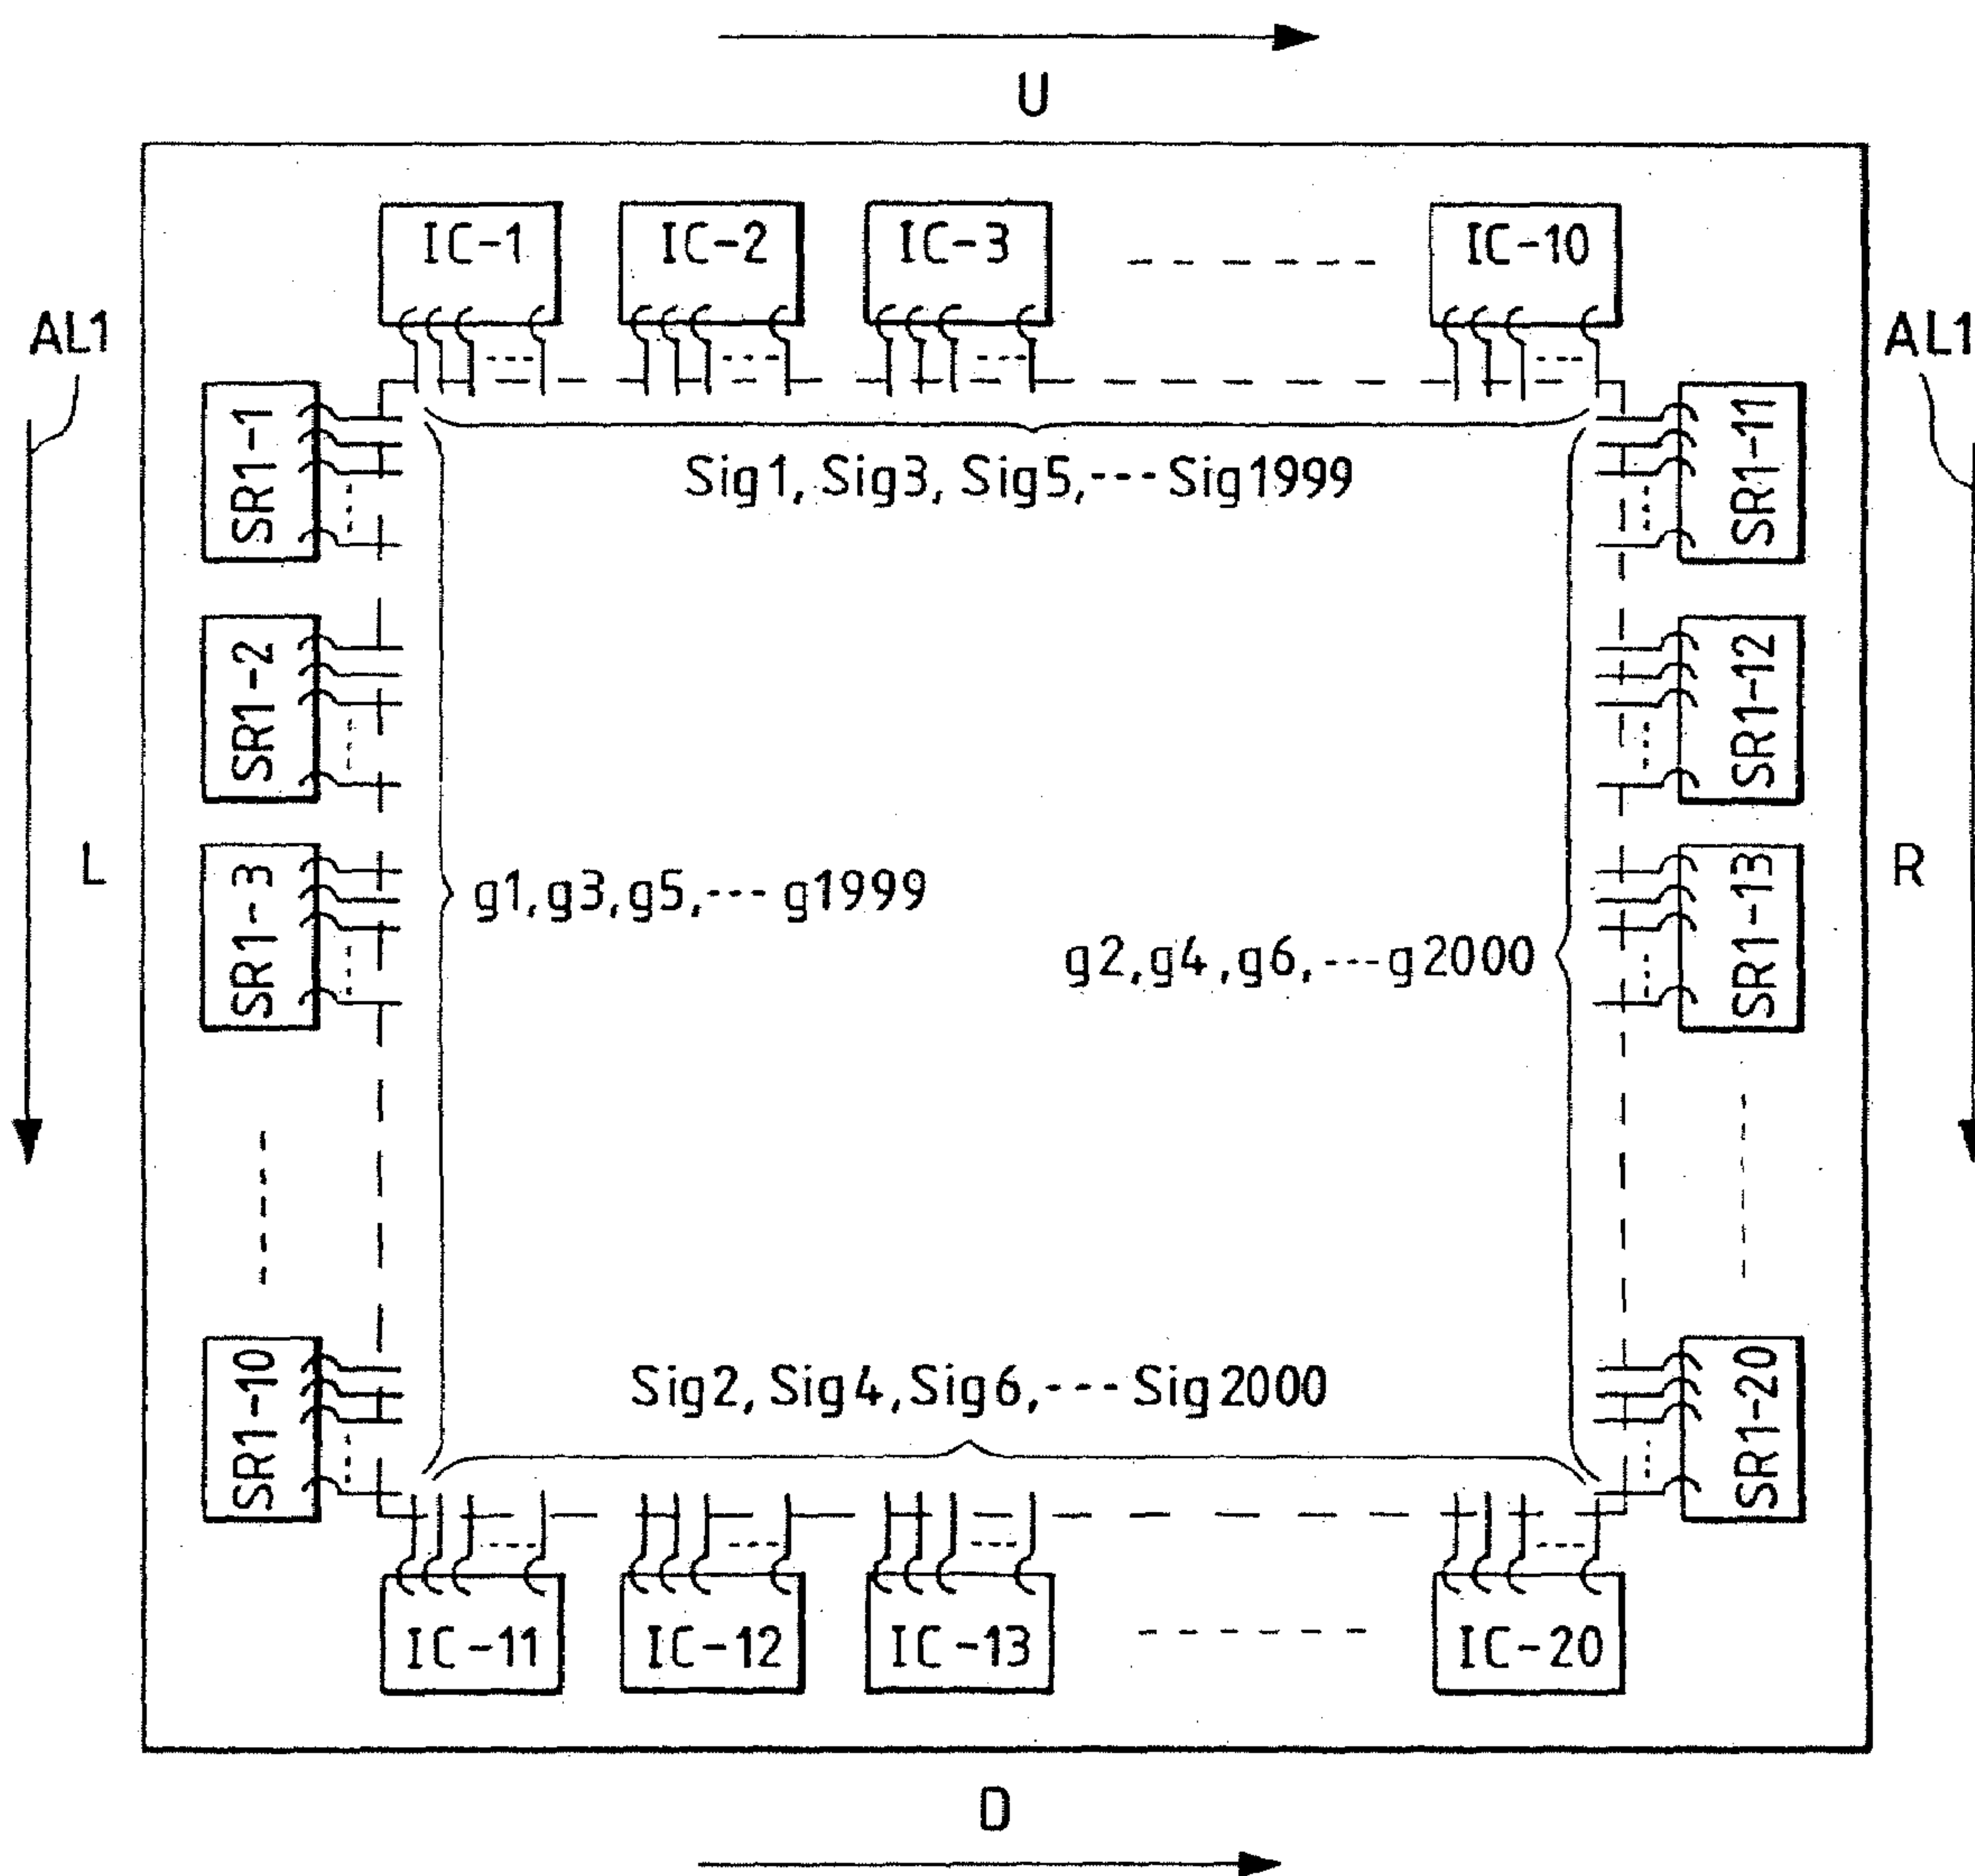 U
IC-1 IC-2 IC-3 IC-10
AL1 AL1
SR1-1 SR1-11
Sig1, Sig3, Sig5,---Sig1999
SR1-2 SR1-12
L R
SR1-3 SR1-13
g1,g3,g5,---g1999
g2,g4,g6,---g2000
SR1-10 SR1-20
Sig2, Sig4, Sig6,---Sig2000
IC-11 IC-12 IC-13 IC-20
D